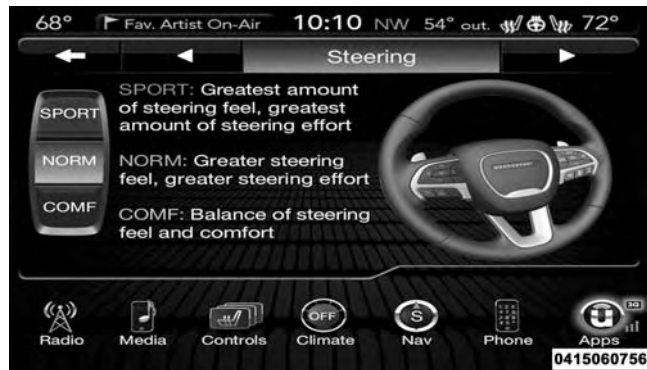 68° Fav. Artist On-Air 10:10 NW 54° out. 72°
Steering
SPORT: Greatest amount
of steering feel, greatest
amount of steering effort
NORM: Greater steering
feel, greater steering effort
COMF: Balance of steering
feel and comfort
SPORT
NORM
COMF
OFF
S
3G
Radio Media Controls Climate Nav Phone Apps
0415060756